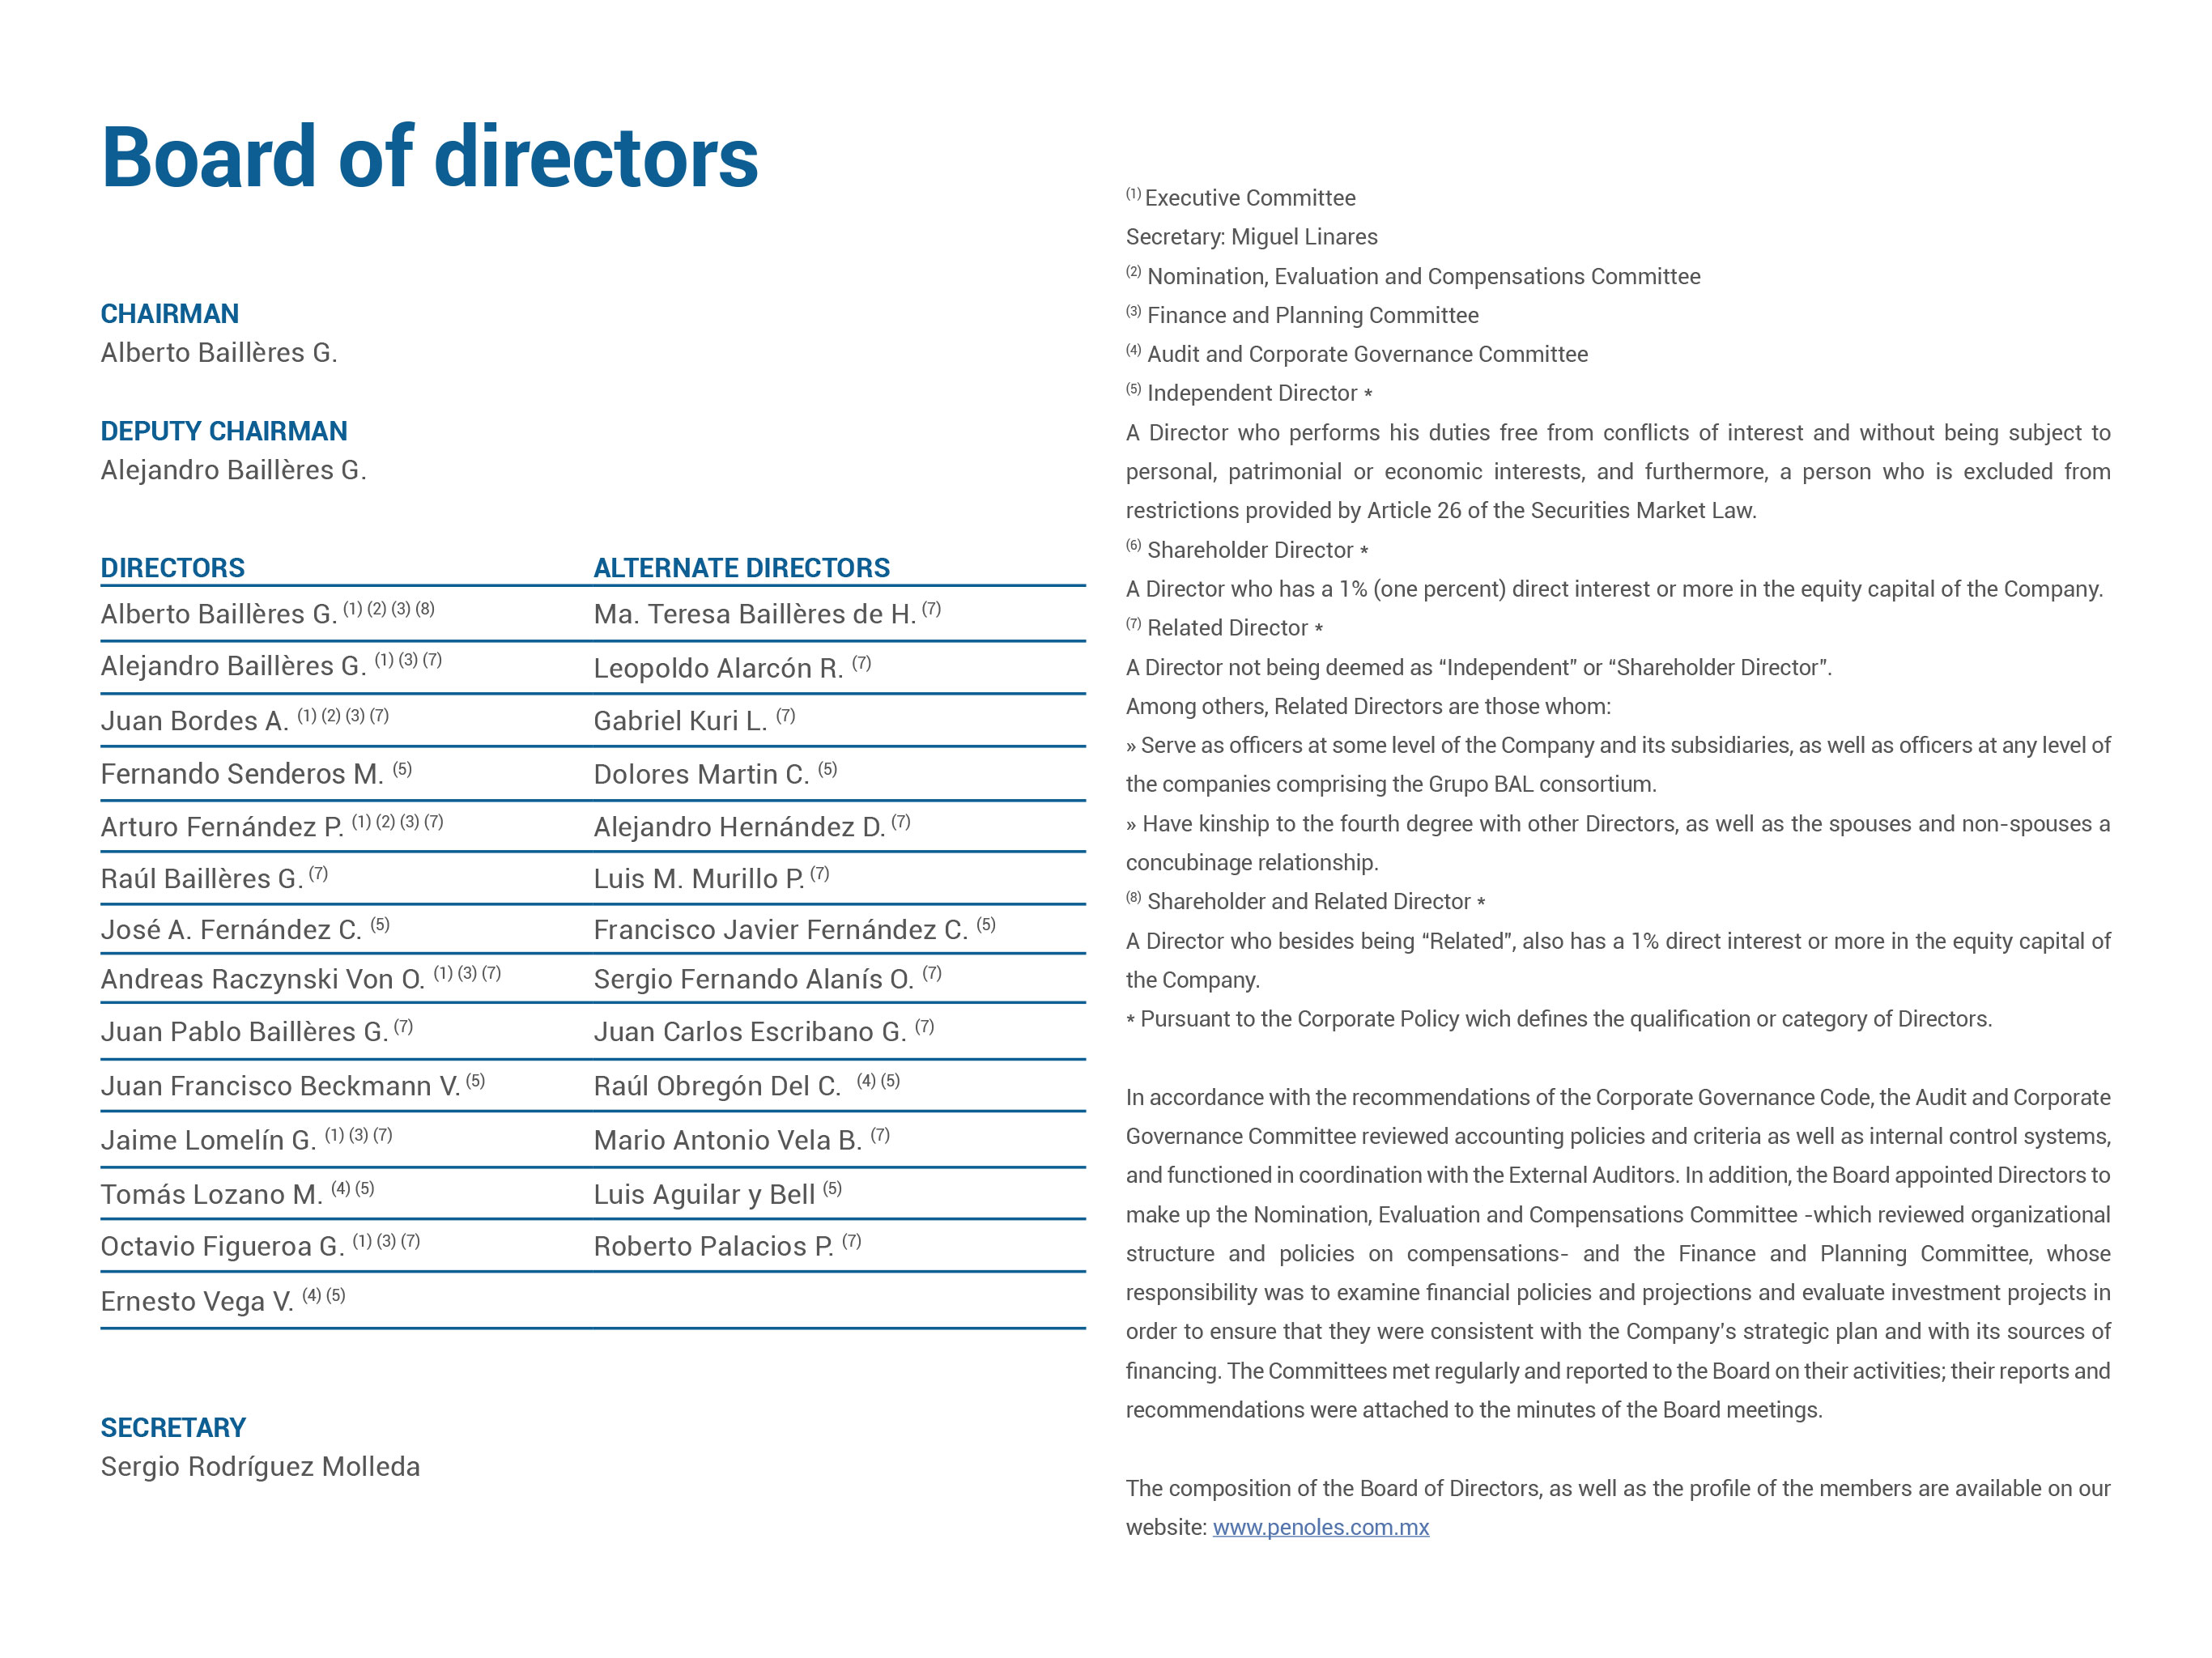 Board of directors
CHAIRMAN
Alberto Baillères G.
DEPUTY CHAIRMAN
Alejandro Baillères G.
DIRECTORS ALTERNATE DIRECTORS
Alberto Baillères G. (1) (2) (3) (8) Ma. Teresa Baillères de H. (7)
Alejandro Baillères G. (1) (3) (7) Leopoldo Alarcón R. (7)
Juan Bordes A. (1) (2) (3) (7) Gabriel Kuri L. (7)
Fernando Senderos M. (5) Dolores Martin C. (5)
Arturo Fernández P. (1) (2) (3) (7) Alejandro Hernández D. (7)
Raúl Baillères G. (7) Luis M. Murillo P. (7)
José A. Fernández C. (5) Francisco Javier Fernández C. (5)
Andreas Raczynski Von O. (1) (3) (7) Sergio Fernando Alanís O. (7)
Juan Pablo Baillères G. (7) Juan Carlos Escribano G. (7)
Juan Francisco Beckmann V. (5) Raúl Obregón Del C. (4) (5)
Jaime Lomelín G. (1) (3) (7) Mario Antonio Vela B. (7)
Tomás Lozano M. (4) (5) Luis Aguilar y Bell (5)
Octavio Figueroa G. (1) (3) (7) Roberto Palacios P. (7)
Ernesto Vega V. (4) (5)
SECRETARY
Sergio Rodríguez Molleda
(1) Executive Committee
Secretary: Miguel Linares
(2) Nomination, Evaluation and Compensations Committee
(3) Finance and Planning Committee
(4) Audit and Corporate Governance Committee
(5) Independent Director *
A Director who performs his duties free from conflicts of interest and without being subject to
personal, patrimonial or economic interests, and furthermore, a person who is excluded from
restrictions provided by Article 26 of the Securities Market Law.
(6) Shareholder Director *
A Director who has a 1% (one percent) direct interest or more in the equity capital of the Company.
(7) Related Director *
A Director not being deemed as “Independent” or “Shareholder Director”.
Among others, Related Directors are those whom:
» Serve as officers at some level of the Company and its subsidiaries, as well as officers at any level of
the companies comprising the Grupo BAL consortium.
» Have kinship to the fourth degree with other Directors, as well as the spouses and non-spouses a
concubinage relationship.
(8) Shareholder and Related Director *
A Director who besides being “Related”, also has a 1% direct interest or more in the equity capital of
the Company.
* Pursuant to the Corporate Policy wich defines the qualification or category of Directors.
In accordance with the recommendations of the Corporate Governance Code, the Audit and Corporate
Governance Committee reviewed accounting policies and criteria as well as internal control systems,
and functioned in coordination with the External Auditors. In addition, the Board appointed Directors to
make up the Nomination, Evaluation and Compensations Committee -which reviewed organizational
structure and policies on compensations- and the Finance and Planning Committee, whose
responsibility was to examine financial policies and projections and evaluate investment projects in
order to ensure that they were consistent with the Company’s strategic plan and with its sources of
financing. The Committees met regularly and reported to the Board on their activities; their reports and
recommendations were attached to the minutes of the Board meetings.
The composition of the Board of Directors, as well as the profile of the members are available on our
website: www.penoles.com.mx